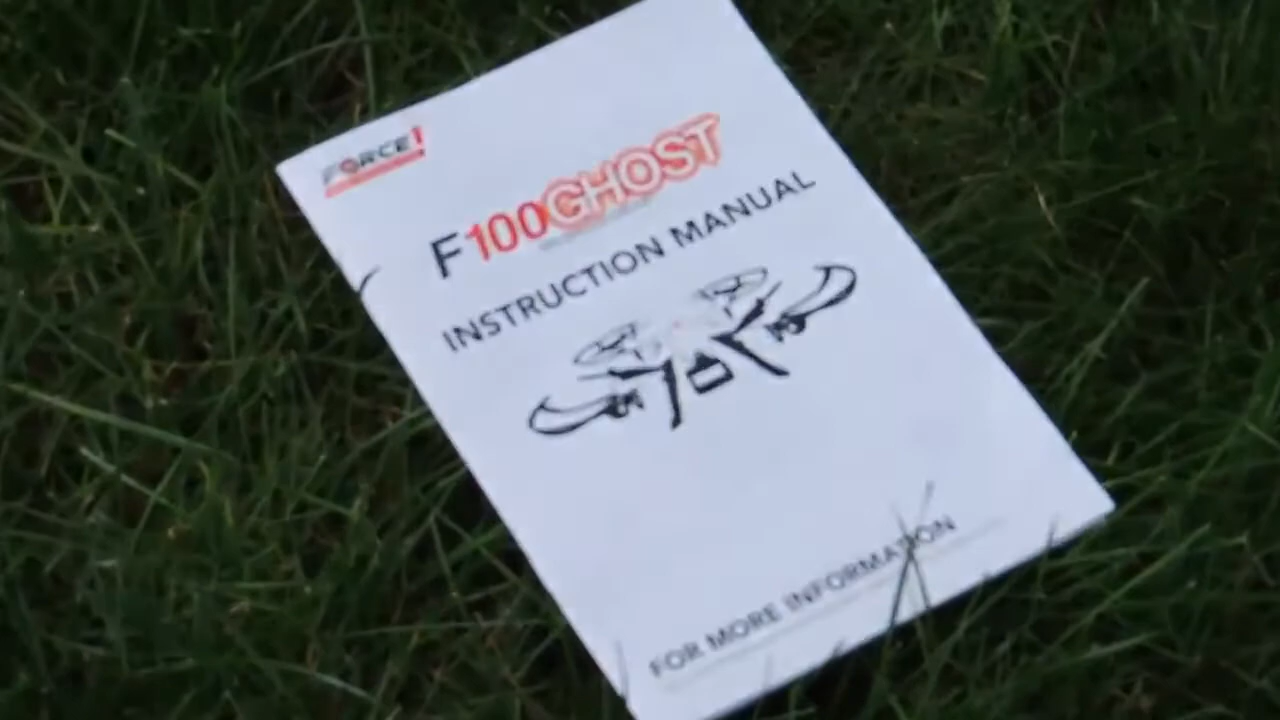 FORCE1
F100GHOST
INSTRUCTION MANUAL
FOR MORE INFORMATION